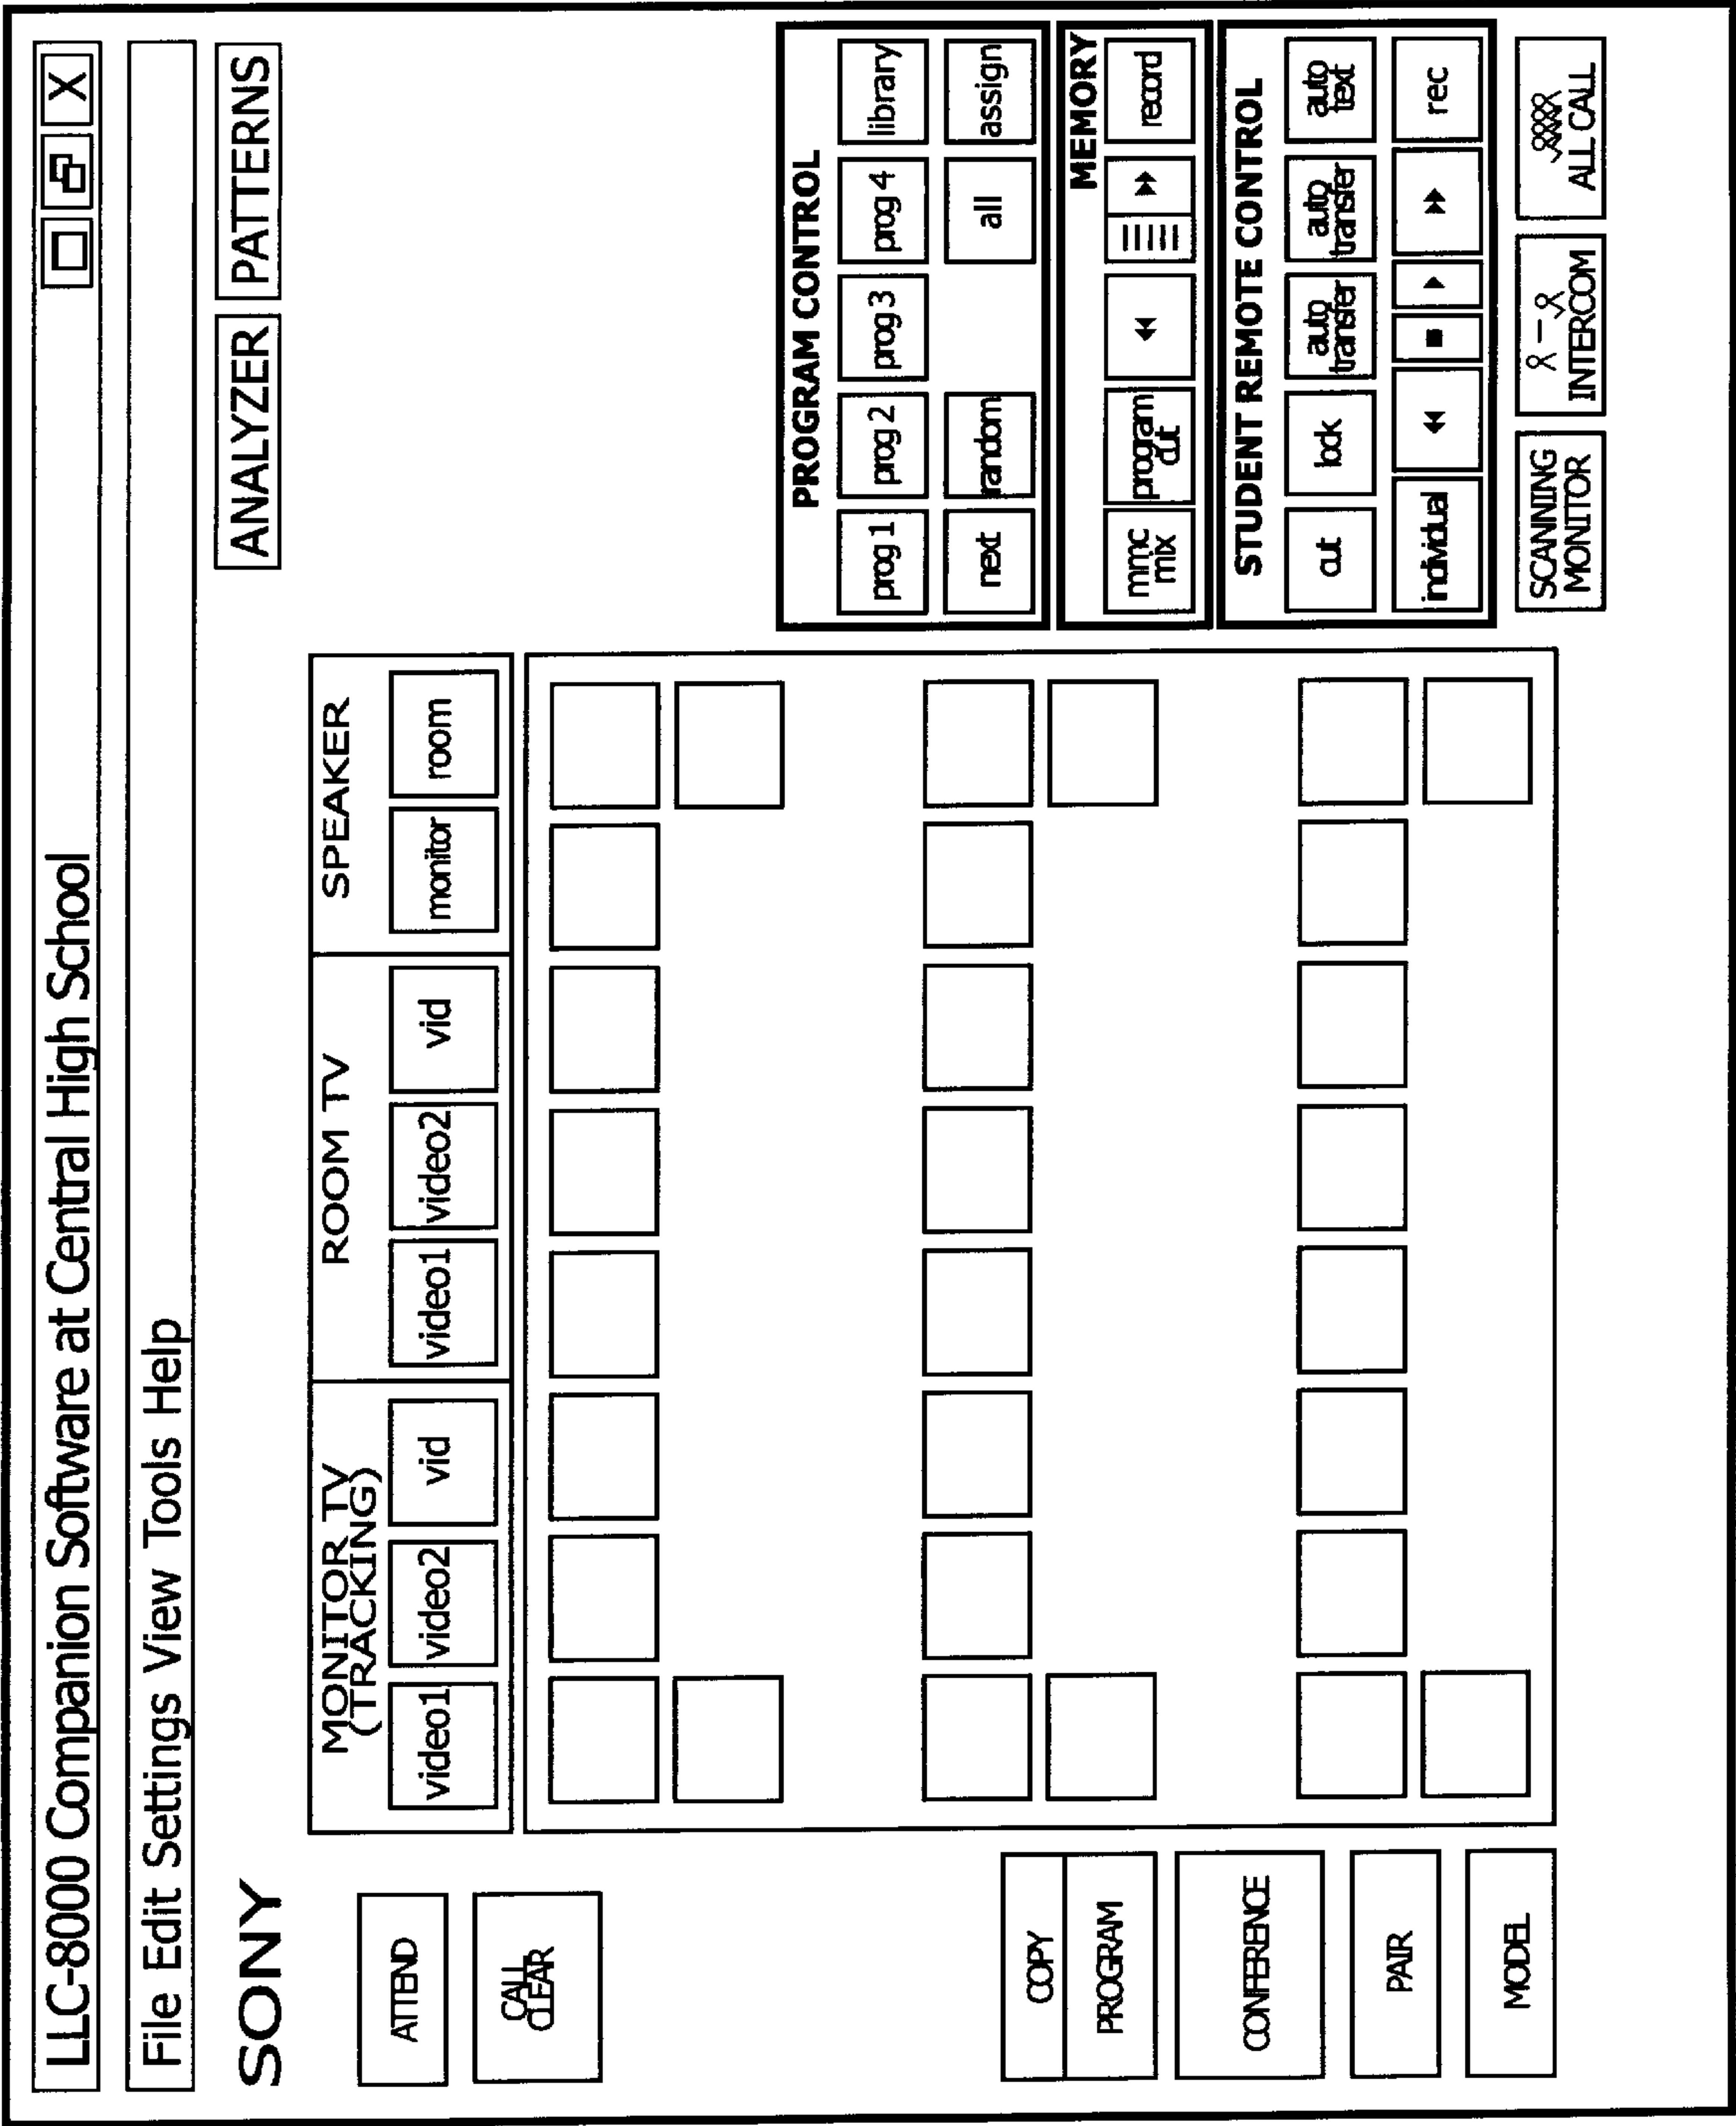 LLC-8000 Companion Software at Central High School
X
File Edit Settings View Tools Help
SONY
ANALYZER
PATTERNS
ATTEND
CALL
CLEAR
COPY
PROGRAM
CONFERENCE
PAIR
MODEL
MONITOR TV
(TRACKING)
video1 video2 vid
ROOM TV
video1 video2 vid
SPEAKER
monitor room
PROGRAM CONTROL
prog 1 prog 2 prog 3 prog 4 library
next random all assign
MEMORY
mmc
mix
program
out
record
STUDENT REMOTE CONTROL
out lock
auto
transfer
auto
transfer
auto
text
individual rec
SCANNING
MONITOR
INTERCOM
ALL CALL